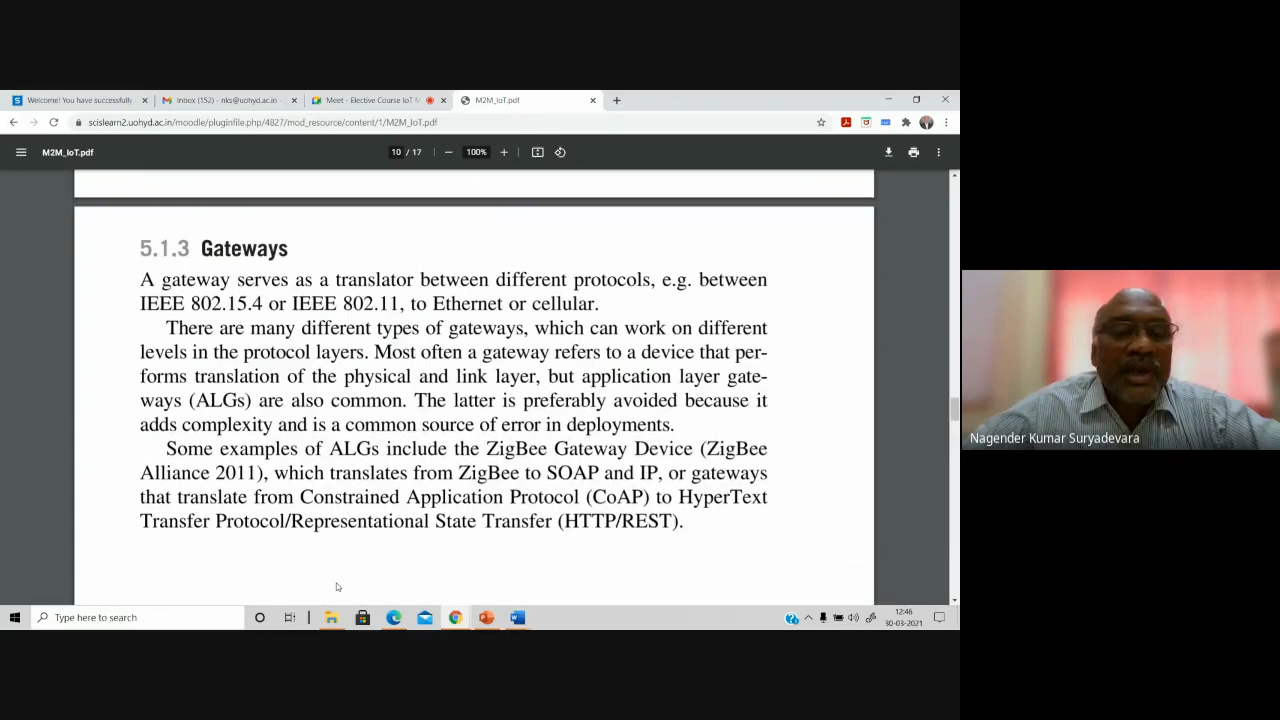 Welcome! You have successfully
Inbox (152) - nks@uohyd.ac.in -
Meet - Elective Course IoT M
M2M_IoT.pdf
scislearn2.uohyd.ac.in/moodle/pluginfile.php/4827/mod_resource/content/1/M2M_IoT.pdf
M2M_IoT.pdf
10 / 17
100%
5.1.3 Gateways
A gateway serves as a translator between different protocols, e.g. between
IEEE 802.15.4 or IEEE 802.11, to Ethernet or cellular.
There are many different types of gateways, which can work on different
levels in the protocol layers. Most often a gateway refers to a device that per-
forms translation of the physical and link layer, but application layer gate-
ways (ALGs) are also common. The latter is preferably avoided because it
adds complexity and is a common source of error in deployments.
Some examples of ALGs include the ZigBee Gateway Device (ZigBee
Alliance 2011), which translates from ZigBee to SOAP and IP, or gateways
that translate from Constrained Application Protocol (CoAP) to HyperText
Transfer Protocol/Representational State Transfer (HTTP/REST).
Nagender Kumar Suryadevara
Type here to search
12:46
30-03-2021